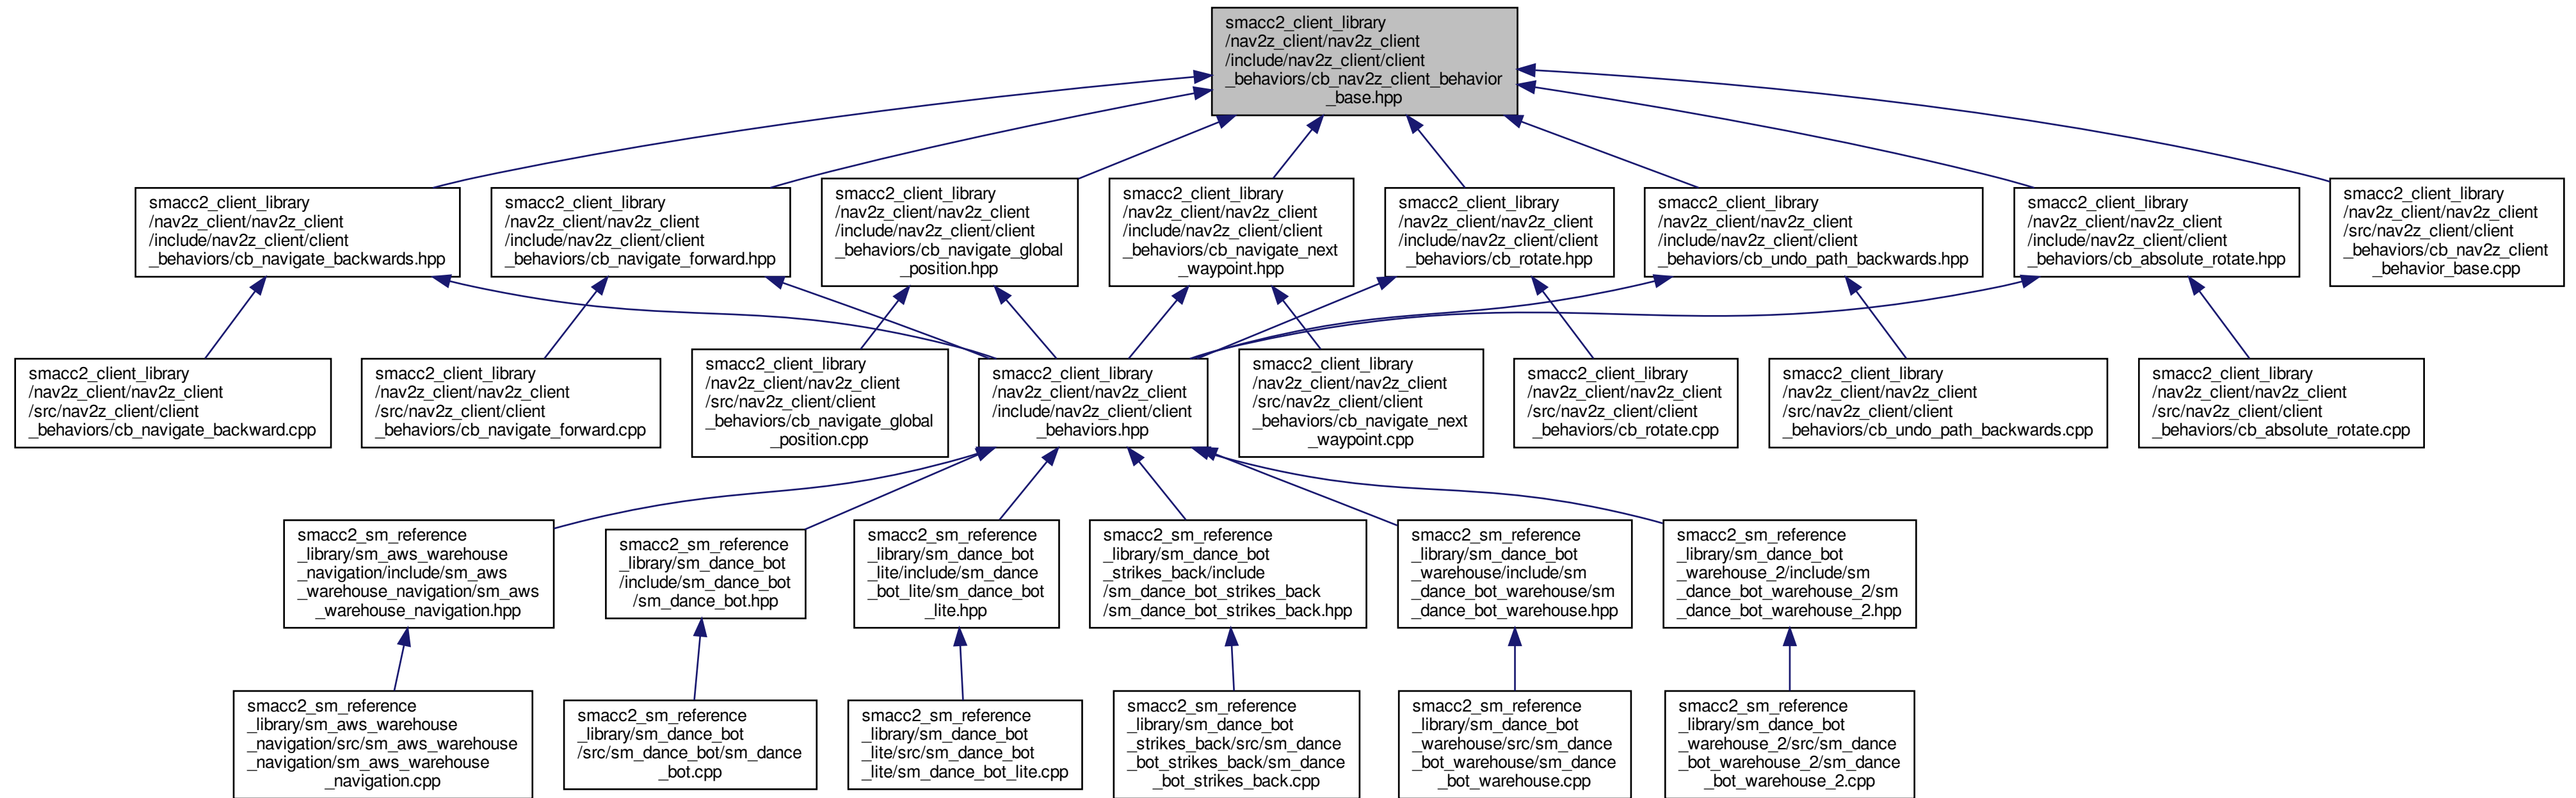 smacc2_client_library
/nav2z_client/nav2z_client
/include/nav2z_client/client
_behaviors/cb_nav2z_client_behavior
_base.hpp
smacc2_client_library
/nav2z_client/nav2z_client
/include/nav2z_client/client
_behaviors/cb_navigate_backwards.hpp
smacc2_client_library
/nav2z_client/nav2z_client
/include/nav2z_client/client
_behaviors/cb_navigate_forward.hpp
smacc2_client_library
/nav2z_client/nav2z_client
/include/nav2z_client/client
_behaviors/cb_navigate_global
_position.hpp
smacc2_client_library
/nav2z_client/nav2z_client
/include/nav2z_client/client
_behaviors/cb_navigate_next
_waypoint.hpp
smacc2_client_library
/nav2z_client/nav2z_client
/include/nav2z_client/client
_behaviors/cb_rotate.hpp
smacc2_client_library
/nav2z_client/nav2z_client
/include/nav2z_client/client
_behaviors/cb_undo_path_backwards.hpp
smacc2_client_library
/nav2z_client/nav2z_client
/include/nav2z_client/client
_behaviors/cb_absolute_rotate.hpp
smacc2_client_library
/nav2z_client/nav2z_client
/src/nav2z_client/client
_behaviors/cb_nav2z_client
_behavior_base.cpp
smacc2_client_library
/nav2z_client/nav2z_client
/src/nav2z_client/client
_behaviors/cb_navigate_backward.cpp
smacc2_client_library
/nav2z_client/nav2z_client
/src/nav2z_client/client
_behaviors/cb_navigate_forward.cpp
smacc2_client_library
/nav2z_client/nav2z_client
/src/nav2z_client/client
_behaviors/cb_navigate_global
_position.cpp
smacc2_client_library
/nav2z_client/nav2z_client
/include/nav2z_client/client
_behaviors.hpp
smacc2_client_library
/nav2z_client/nav2z_client
/src/nav2z_client/client
_behaviors/cb_navigate_next
_waypoint.cpp
smacc2_client_library
/nav2z_client/nav2z_client
/src/nav2z_client/client
_behaviors/cb_rotate.cpp
smacc2_client_library
/nav2z_client/nav2z_client
/src/nav2z_client/client
_behaviors/cb_undo_path_backwards.cpp
smacc2_client_library
/nav2z_client/nav2z_client
/src/nav2z_client/client
_behaviors/cb_absolute_rotate.cpp
smacc2_sm_reference
_library/sm_aws_warehouse
_navigation/include/sm_aws
_warehouse_navigation/sm_aws
_warehouse_navigation.hpp
smacc2_sm_reference
_library/sm_dance_bot
/include/sm_dance_bot
/sm_dance_bot.hpp
smacc2_sm_reference
_library/sm_dance_bot
_lite/include/sm_dance
_bot_lite/sm_dance_bot
_lite.hpp
smacc2_sm_reference
_library/sm_dance_bot
_strikes_back/include
/sm_dance_bot_strikes_back
/sm_dance_bot_strikes_back.hpp
smacc2_sm_reference
_library/sm_dance_bot
_warehouse/include/sm
_dance_bot_warehouse/sm
_dance_bot_warehouse.hpp
smacc2_sm_reference
_library/sm_dance_bot
_warehouse_2/include/sm
_dance_bot_warehouse_2/sm
_dance_bot_warehouse_2.hpp
smacc2_sm_reference
_library/sm_aws_warehouse
_navigation/src/sm_aws_warehouse
_navigation/sm_aws_warehouse
_navigation.cpp
smacc2_sm_reference
_library/sm_dance_bot
/src/sm_dance_bot/sm_dance
_bot.cpp
smacc2_sm_reference
_library/sm_dance_bot
_lite/src/sm_dance_bot
_lite/sm_dance_bot_lite.cpp
smacc2_sm_reference
_library/sm_dance_bot
_strikes_back/src/sm_dance
_bot_strikes_back/sm_dance
_bot_strikes_back.cpp
smacc2_sm_reference
_library/sm_dance_bot
_warehouse/src/sm_dance
_bot_warehouse/sm_dance
_bot_warehouse.cpp
smacc2_sm_reference
_library/sm_dance_bot
_warehouse_2/src/sm_dance
_bot_warehouse_2/sm_dance
_bot_warehouse_2.cpp